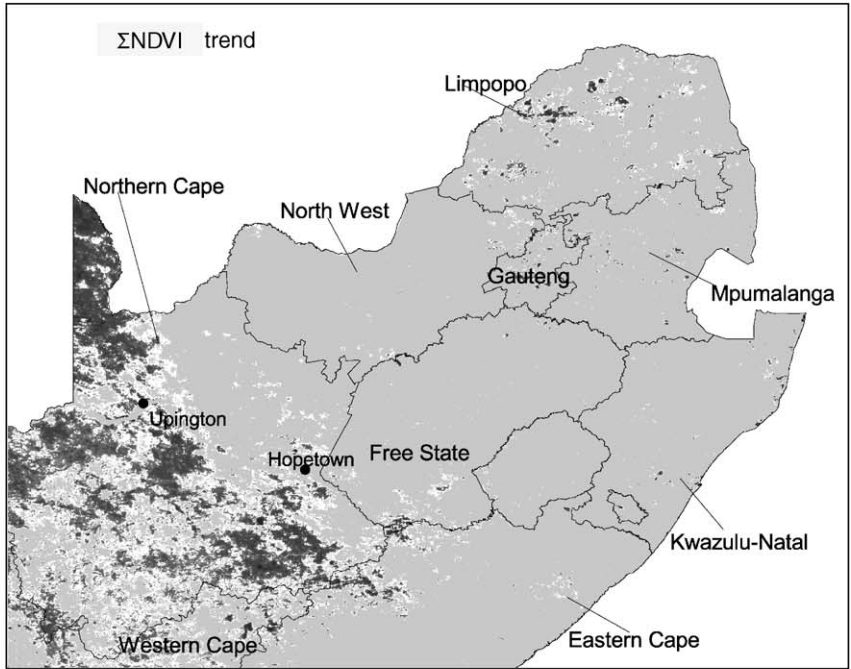 ΣNDVI trend
Limpopo
Northern Cape
North West
Gauteng
Mpumalanga
Upington
Hopetown
Free State
Kwazulu-Natal
Eastern Cape
Western Cape